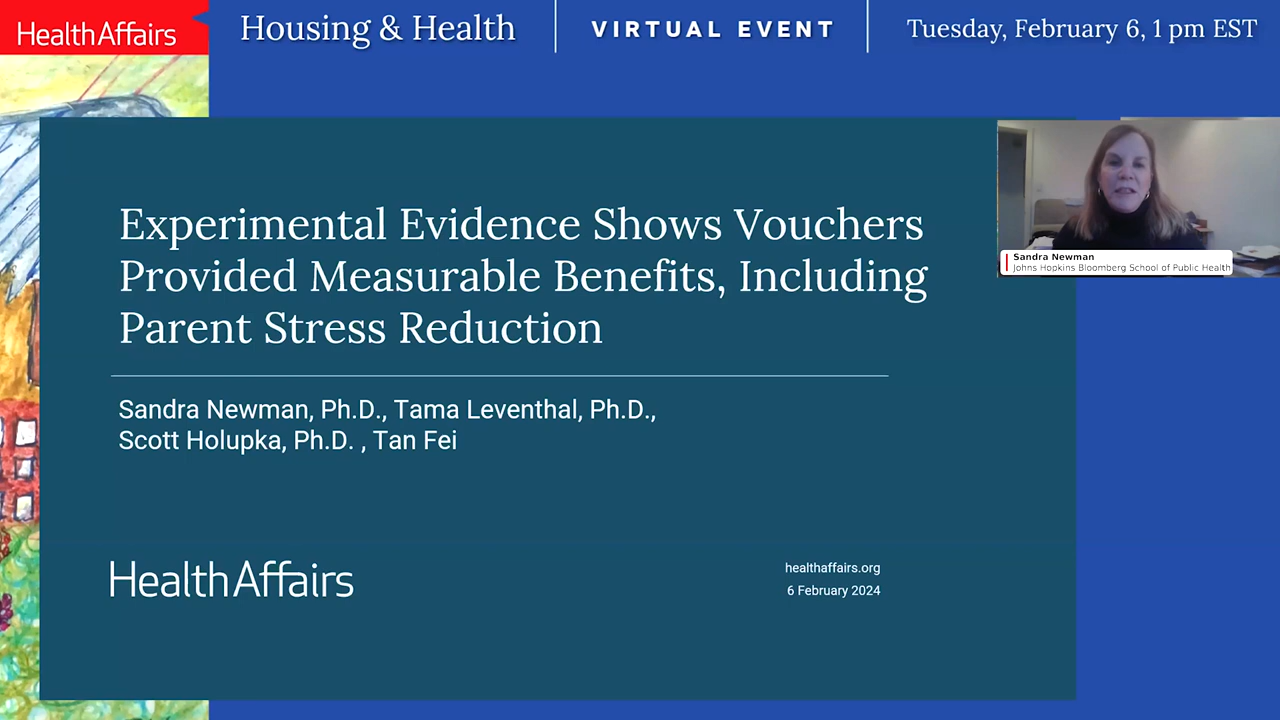 HealthAffairs
Housing & Health
VIRTUAL EVENT
Tuesday, February 6, 1 pm EST
Experimental Evidence Shows Vouchers
Provided Measurable Benefits, Including
Parent Stress Reduction
Sandra Newman
Johns Hopkins Bloomberg School of Public Health
Sandra Newman, Ph.D., Tama Leventhal, Ph.D.,
Scott Holupka, Ph.D. , Tan Fei
HealthAffairs
healthaffairs.org
6 February 2024